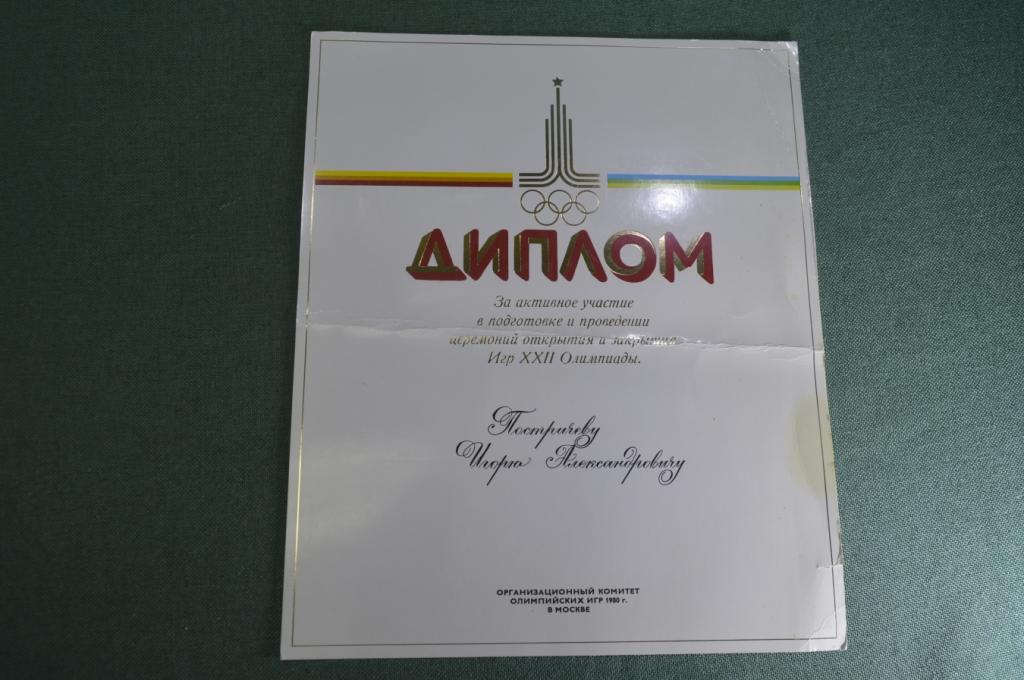 ДИПЛОМ
За активное участие
в подготовке и проведении
церемоний открытия и закрытия
Игр XXII Олимпиады.
Постричеву
Игорю Александровичу
ОРГАНИЗАЦИОННЫЙ КОМИТЕТ
ОЛИМПИЙСКИХ ИГР 1980 г.
В МОСКВЕ